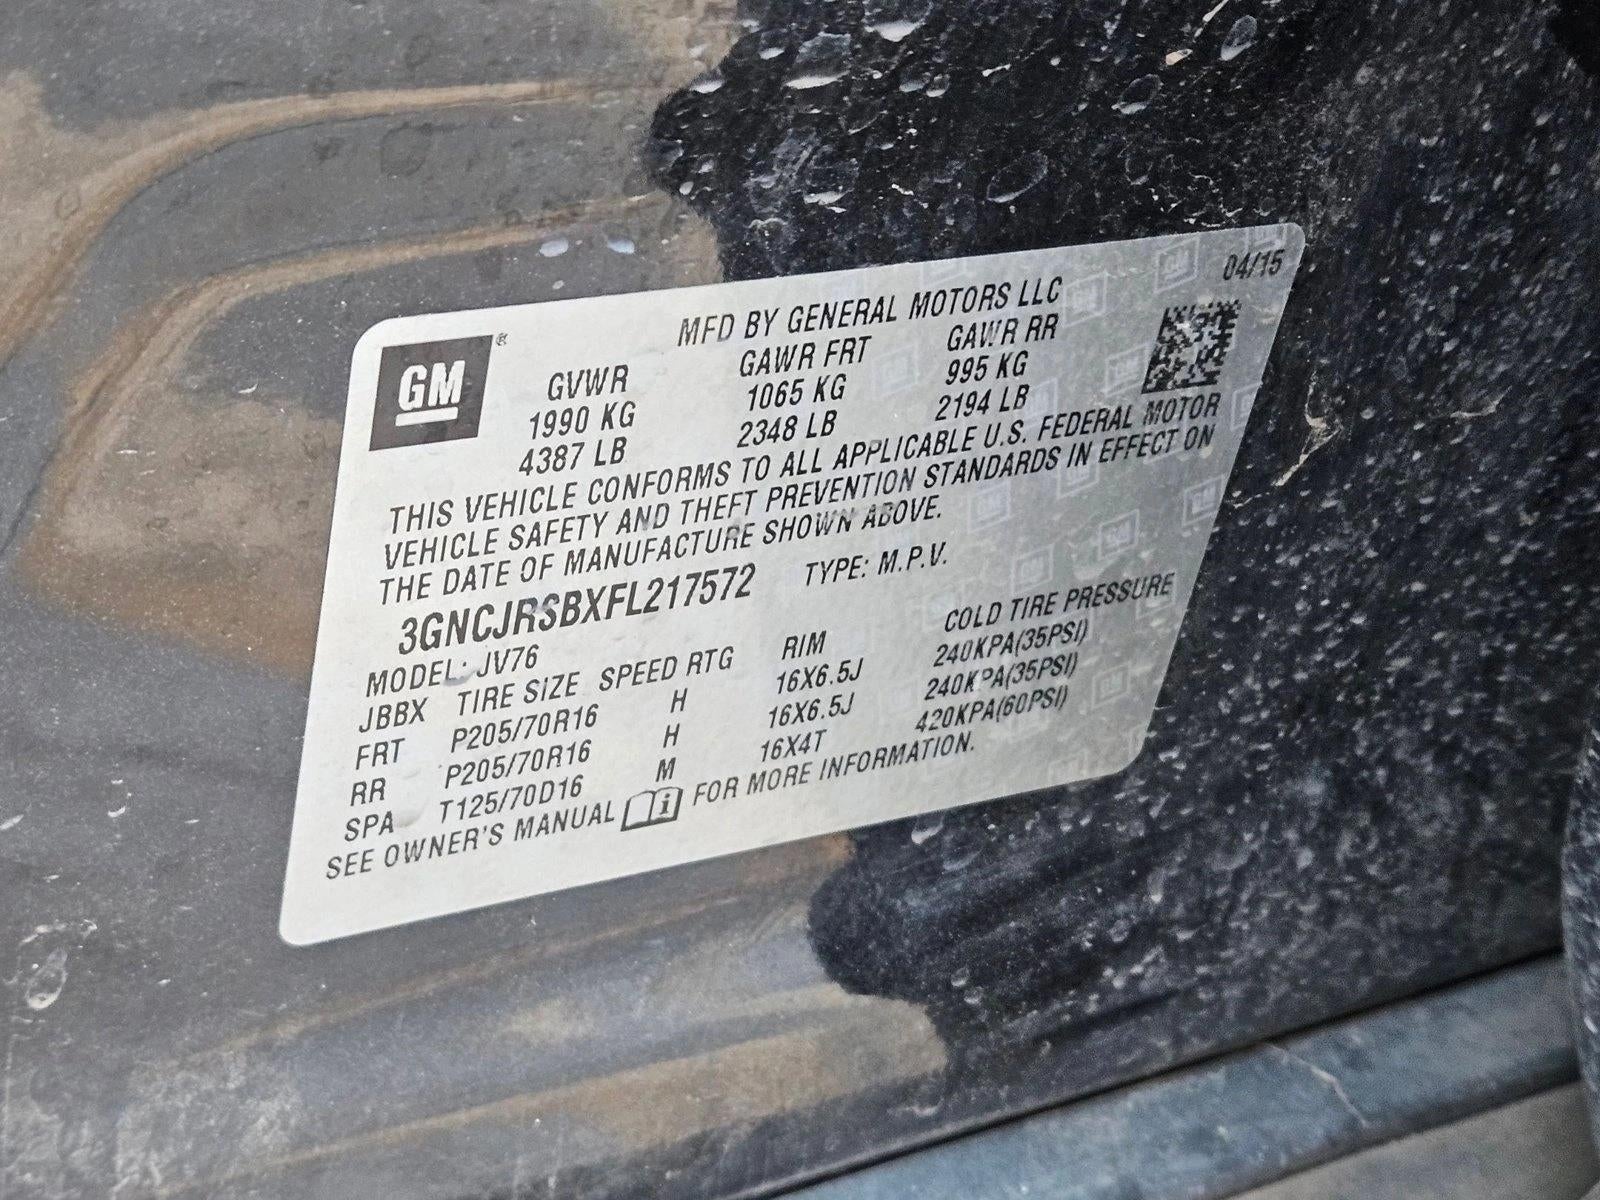 04/15
MFD BY GENERAL MOTORS LLC
GM ®
GVWR GAWR FRT GAWR RR
1990 KG 1065 KG 995 KG
4387 LB 2348 LB 2194 LB
THIS VEHICLE CONFORMS TO ALL APPLICABLE U.S. FEDERAL MOTOR
VEHICLE SAFETY AND THEFT PREVENTION STANDARDS IN EFFECT ON
THE DATE OF MANUFACTURE SHOWN ABOVE.
3GNCJRSBXFL217572 TYPE: M.P.V.
MODEL: JV76
JBBX TIRE SIZE SPEED RTG RIM COLD TIRE PRESSURE
FRT P205/70R16 H 16X6.5J 240KPA(35PSI)
RR P205/70R16 H 16X6.5J 240KPA(35PSI)
SPA T125/70D16 M 16X4T 420KPA(60PSI)
SEE OWNER'S MANUAL i FOR MORE INFORMATION.